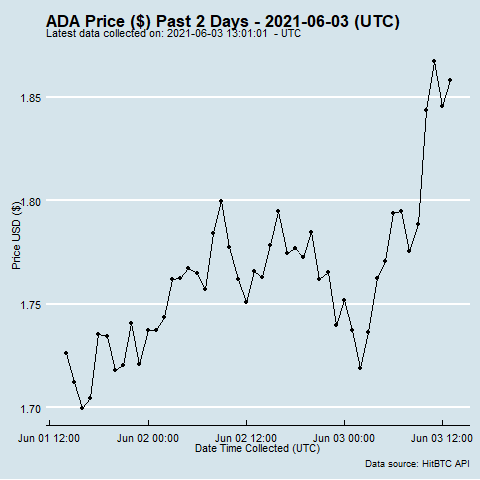 ADA Price ($) Past 2 Days - 2021-06-03 (UTC)
Latest data collected on: 2021-06-03 13:01:01  - UTC
Price USD ($)
1.85
1.80
1.75
1.70
Jun 01 12:00
Jun 02 00:00
Jun 02 12:00
Jun 03 00:00
Jun 03 12:00
Date Time Collected (UTC)
Data source: HitBTC API